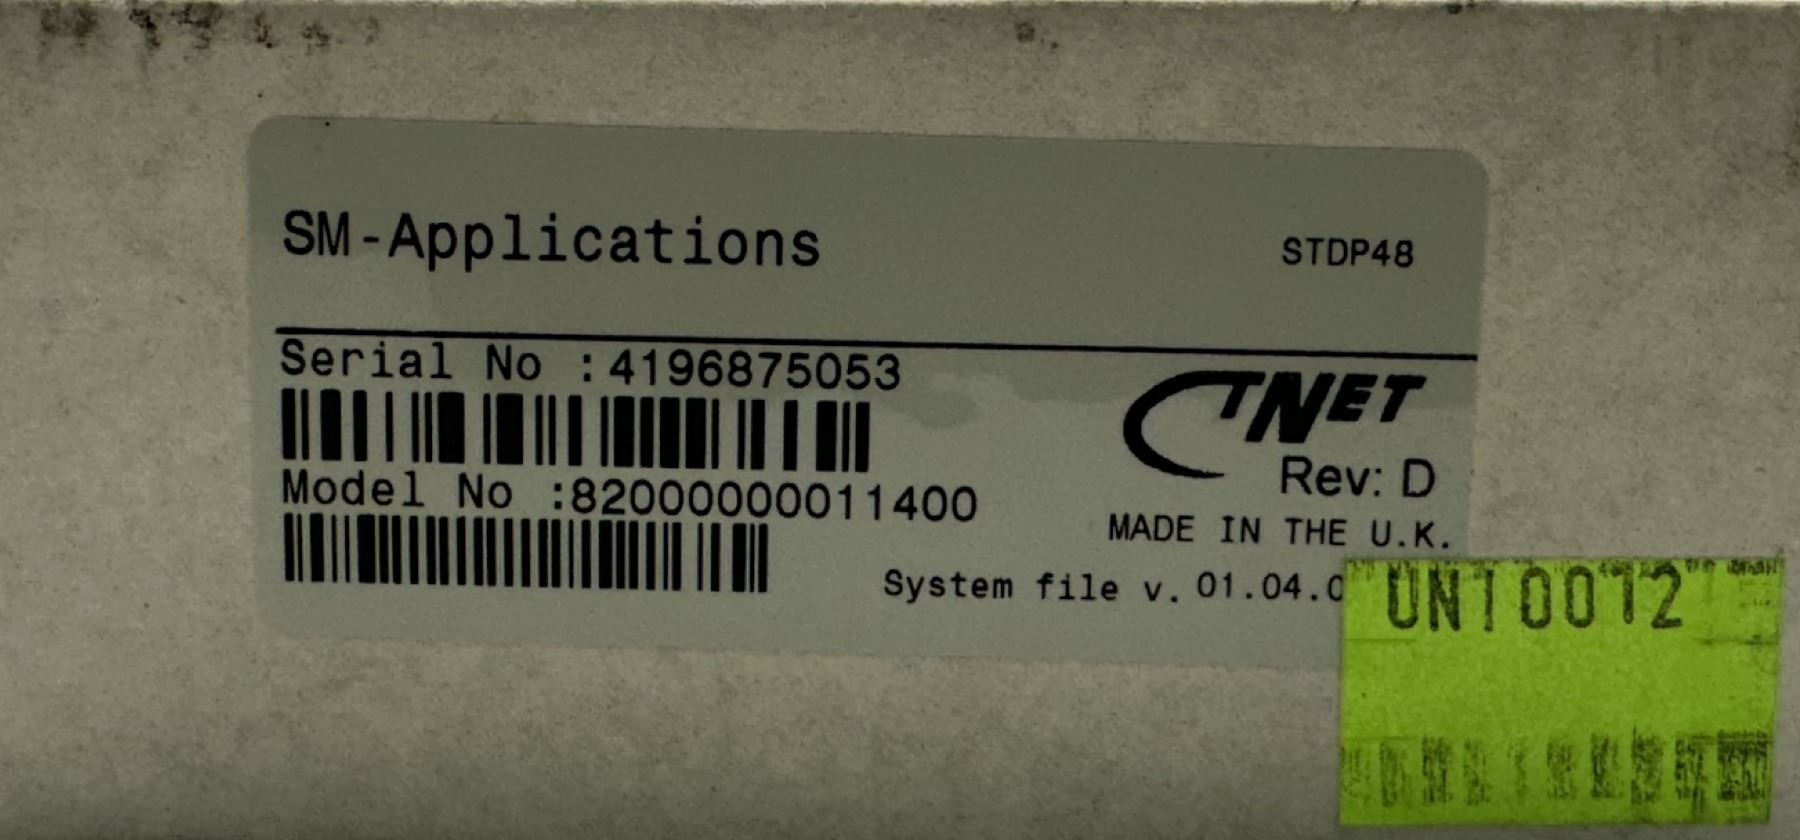 SM-Applications
STDP48
Serial No :4196875053
CTNET
Rev: D
Model No :82000000011400
MADE IN THE U.K.
System file v. 01.04.0
UNI0012